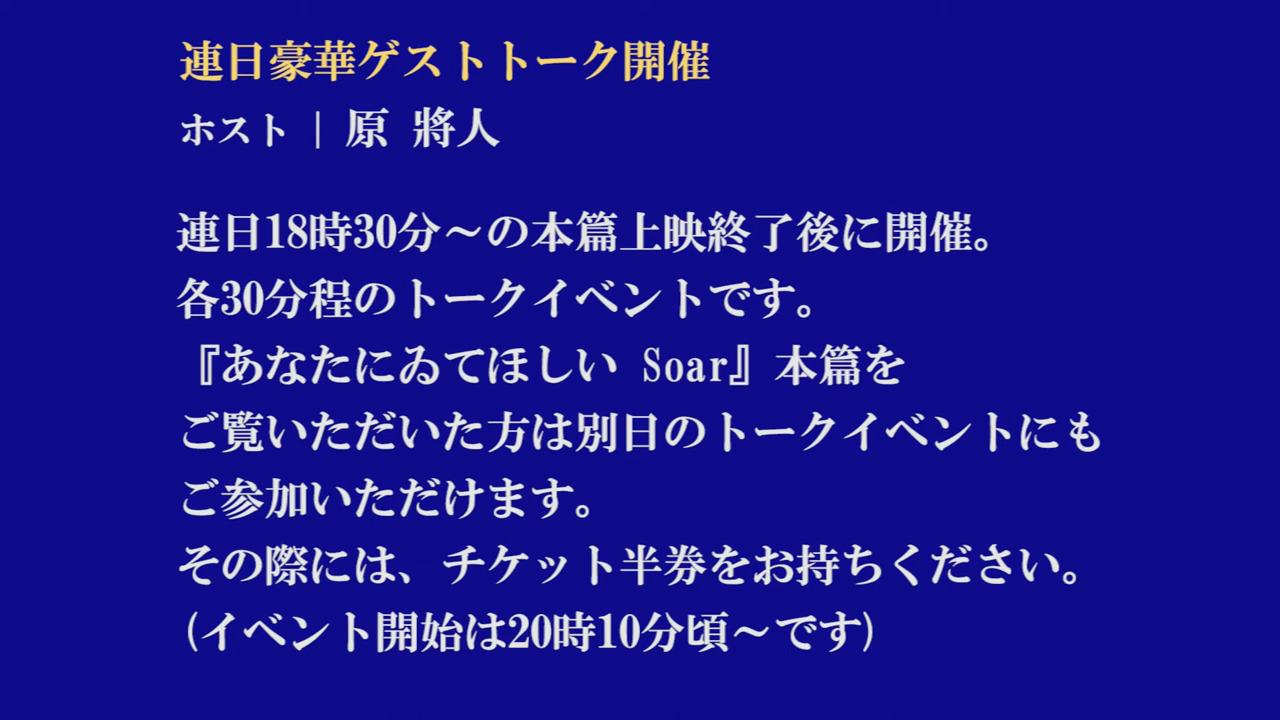 連日豪華ゲストトーク開催
ホスト | 原 將人
連日18時30分～の本篇上映終了後に開催。
各30分程のトークイベントです。
『あなたにゐてほしい Soar』本篇を
ご覧いただいた方は別日のトークイベントにも
ご参加いただけます。
その際には、チケット半券をお持ちください。
(イベント開始は20時10分頃～です)